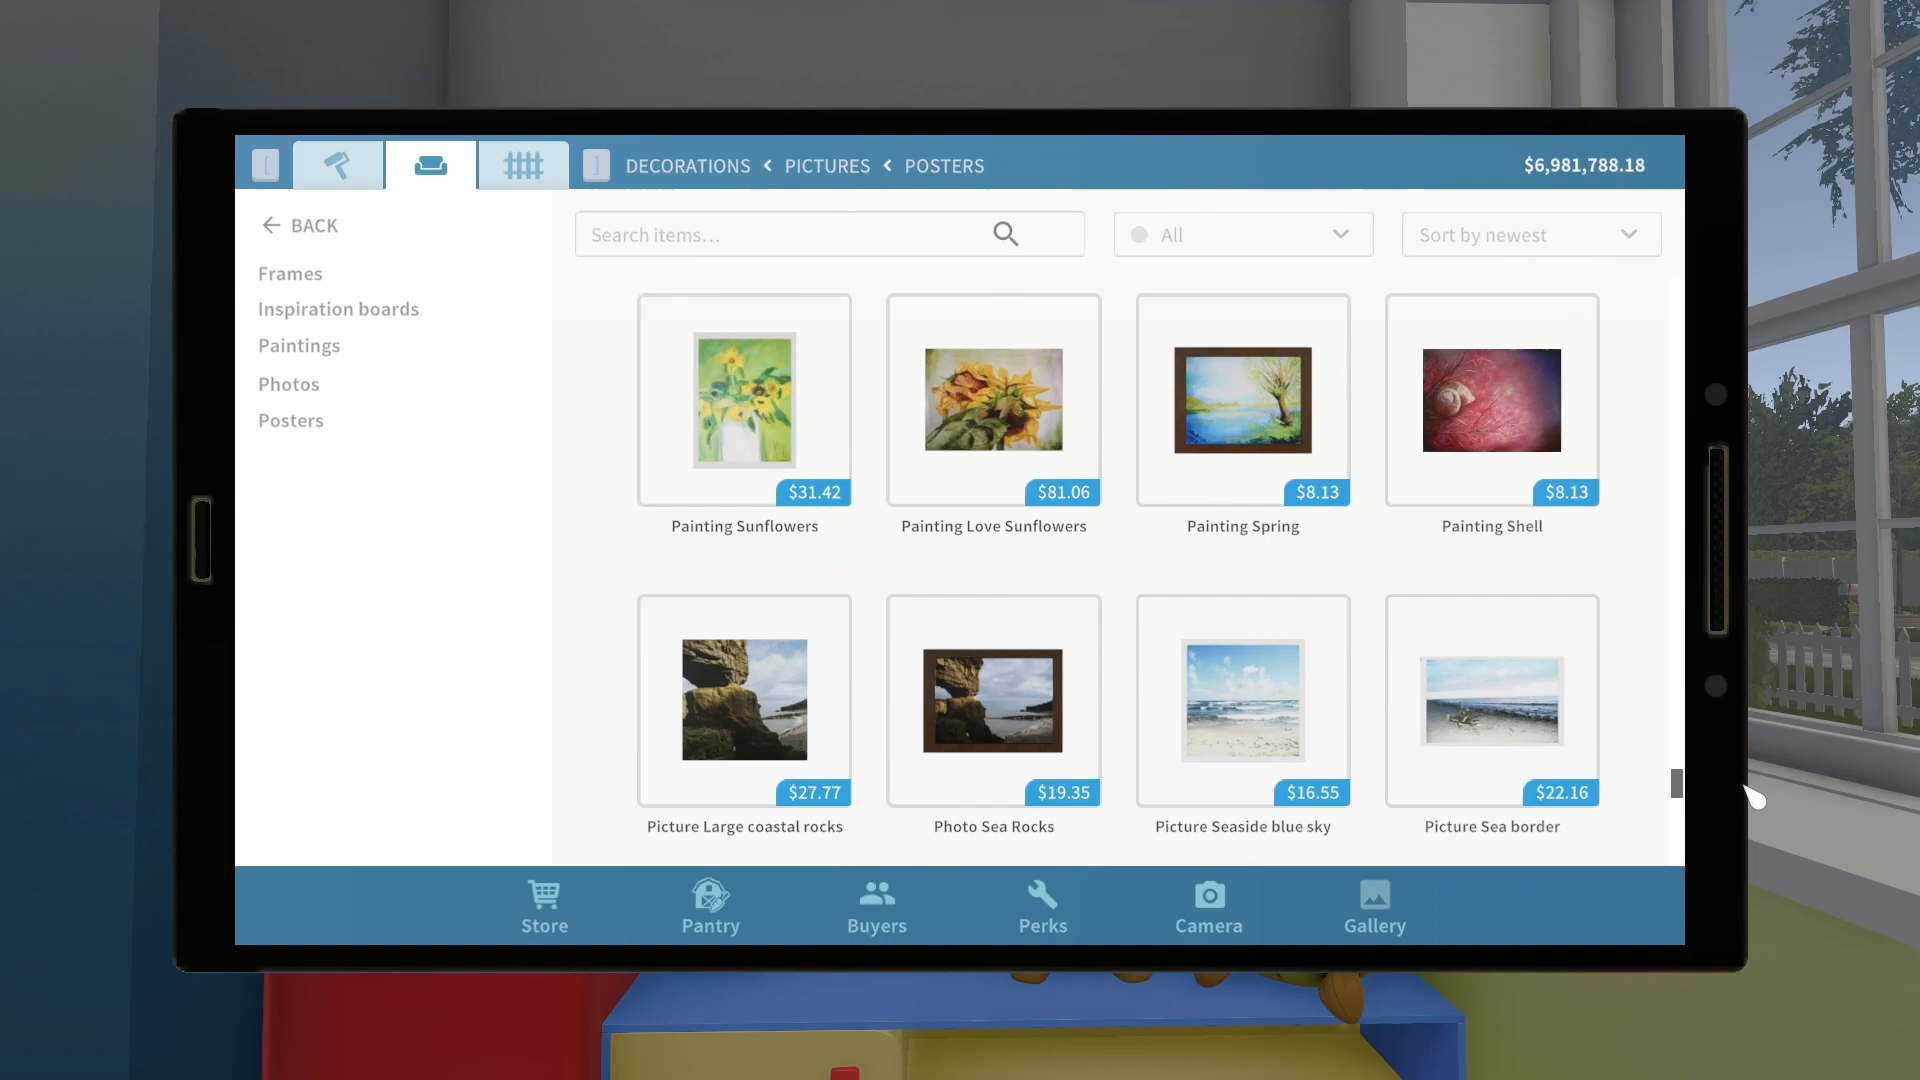 [
]
DECORATIONS < PICTURES < POSTERS
$6,981,788.18
BACK
Frames
Inspiration boards
Paintings
Photos
Posters
Search items...
All
Sort by newest
$31.42
$81.06
$8.13
$8.13
Painting Sunflowers
Painting Love Sunflowers
Painting Spring
Painting Shell
$27.77
$19.35
$16.55
$22.16
Picture Large coastal rocks
Photo Sea Rocks
Picture Seaside blue sky
Picture Sea border
Store
Pantry
Buyers
Perks
Camera
Gallery